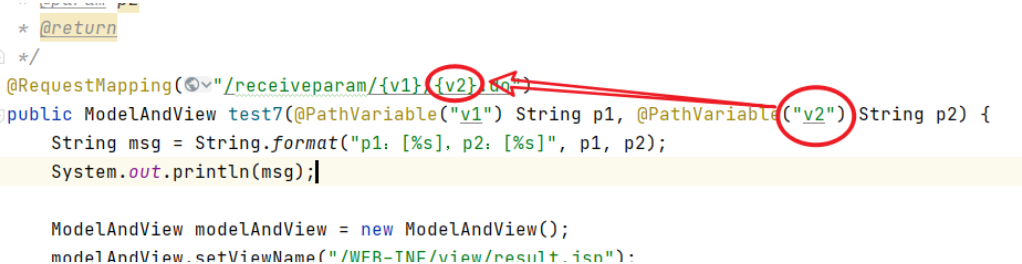 * @param p2
* @return
*/
@RequestMapping("/receiveparam/{v1}/{v2}.do")
public ModelAndView test7(@PathVariable("v1") String p1, @PathVariable("v2") String p2) {
String msg = String.format("p1：[%s]，p2：[%s]", p1, p2);
System.out.println(msg);
ModelAndView modelAndView = new ModelAndView();
modelAndView.setViewName("/WEB-INF/view/result.jsp");